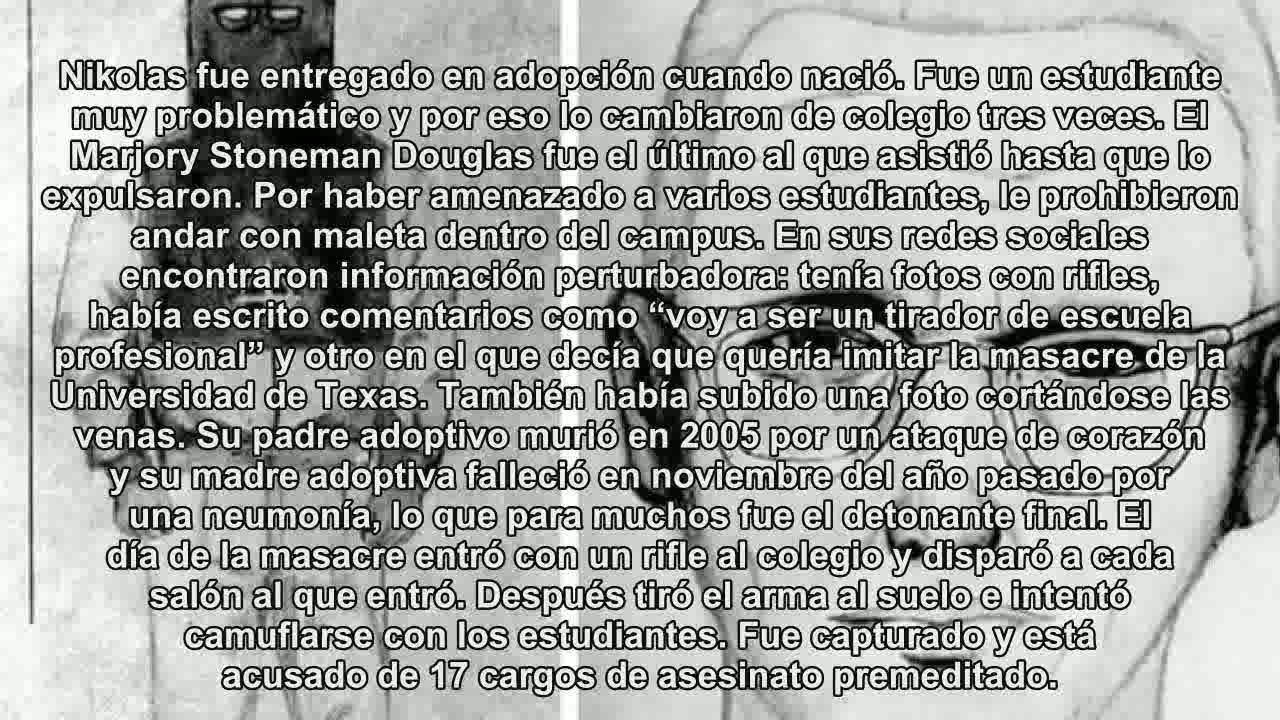 Nikolas fue entregado en adopción cuando nació. Fue un estudiante
muy problemático y por eso lo cambiaron de colegio tres veces. El
Marjory Stoneman Douglas fue el último al que asistió hasta que lo
expulsaron. Por haber amenazado a varios estudiantes, le prohibieron
andar con maleta dentro del campus. En sus redes sociales
encontraron información perturbadora: tenía fotos con rifles,
había escrito comentarios como “voy a ser un tirador de escuela
profesional” y otro en el que decía que quería imitar la masacre de la
Universidad de Texas. También había subido una foto cortándose las
venas. Su padre adoptivo murió en 2005 por un ataque de corazón
y su madre adoptiva falleció en noviembre del año pasado por
una neumonía, lo que para muchos fue el detonante final. El
día de la masacre entró con un rifle al colegio y disparó a cada
salón al que entró. Después tiró el arma al suelo e intentó
camuflarse con los estudiantes. Fue capturado y está
acusado de 17 cargos de asesinato premeditado.